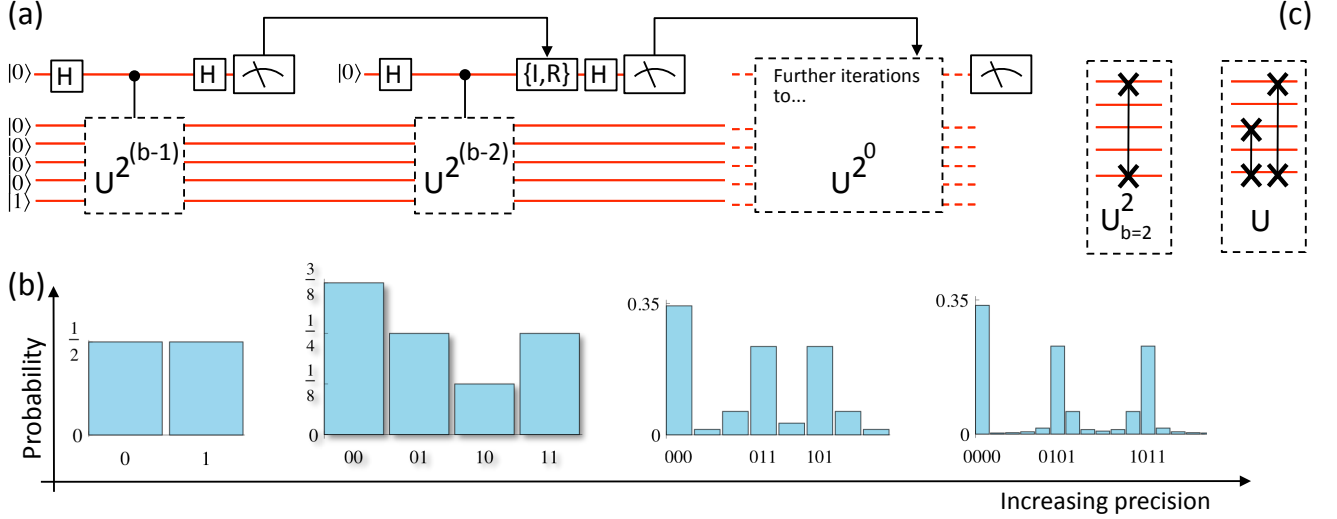 (a) (c)
|0⟩ H H |0⟩ H {I,R} H
Further iterations
to...
|0⟩
|0⟩
|0⟩
|0⟩
|1⟩
U^2^(b-1) U^2^(b-2) U^2^0
U^2_b=2 U
(b)
Probability
1/2
0
0 1
3/8
1/4
1/8
0
00 01 10 11
0.35
0
000 011 101
0.35
0
0000 0101 1011
Increasing precision